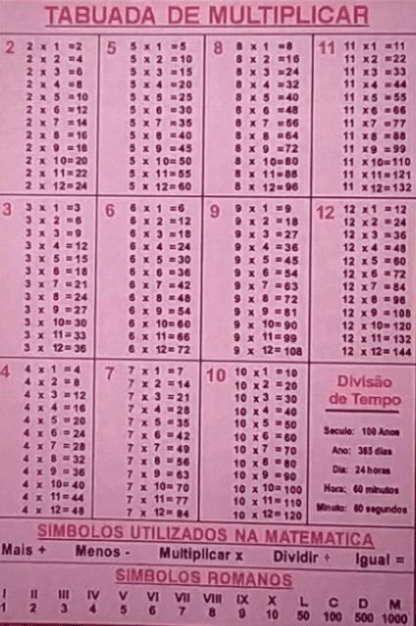 TABUADA DE MULTIPLICAR
2
2 x 1 =2
2 x 2 =4
2 x 3 =6
2 x 4 =8
2 x 5 =10
2 x 6 =12
2 x 7 =14
2 x 8 =16
2 x 9 =18
2 x 10=20
2 x 11=22
2 x 12=24
5
5 x 1 =5
5 x 2 =10
5 x 3 =15
5 x 4 =20
5 x 5 =25
5 x 6 =30
5 x 7 =35
5 x 8 =40
5 x 9 =45
5 x 10=50
5 x 11=55
5 x 12=60
8
8 x 1 =8
8 x 2 =16
8 x 3 =24
8 x 4 =32
8 x 5 =40
8 x 6 =48
8 x 7 =56
8 x 8 =64
8 x 9 =72
8 x 10=80
8 x 11=88
8 x 12=96
11
11 x1 =11
11 x2 =22
11 x3 =33
11 x4 =44
11 x5 =55
11 x6 =66
11 x7 =77
11 x8 =88
11 x9 =99
11 x10=110
11 x11=121
11 x12=132
3
3 x 1 =3
3 x 2 =6
3 x 3 =9
3 x 4 =12
3 x 5 =15
3 x 6 =18
3 x 7 =21
3 x 8 =24
3 x 9 =27
3 x 10=30
3 x 11=33
3 x 12=36
6
6 x 1 =6
6 x 2 =12
6 x 3 =18
6 x 4 =24
6 x 5 =30
6 x 6 =36
6 x 7 =42
6 x 8 =48
6 x 9 =54
6 x 10=60
6 x 11=66
6 x 12=72
9
9 x 1 =9
9 x 2 =18
9 x 3 =27
9 x 4 =36
9 x 5 =45
9 x 6 =54
9 x 7 =63
9 x 8 =72
9 x 9 =81
9 x 10=90
9 x 11=99
9 x 12=108
12
12 x 1 =12
12 x 2 =24
12 x 3 =36
12 x 4 =48
12 x 5 =60
12 x 6 =72
12 x 7 =84
12 x 8 =96
12 x 9 =108
12 x 10=120
12 x 11=132
12 x 12=144
4
4 x 1 =4
4 x 2 =8
4 x 3 =12
4 x 4 =16
4 x 5 =20
4 x 6 =24
4 x 7 =28
4 x 8 =32
4 x 9 =36
4 x 10=40
4 x 11=44
4 x 12=48
7
7 x 1 =7
7 x 2 =14
7 x 3 =21
7 x 4 =28
7 x 5 =35
7 x 6 =42
7 x 7 =49
7 x 8 =56
7 x 9 =63
7 x 10=70
7 x 11=77
7 x 12=84
10
10 x1 =10
10 x2 =20
10 x3 =30
10 x4 =40
10 x5 =50
10 x6 =60
10 x7 =70
10 x8 =80
10 x9 =90
10 x 10=100
10 x 11=110
10 x 12=120
Divisão
de Tempo
Seculo: 100 Anos
Ano: 365 dias
Dia: 24 horas
Hora: 60 minutos
Minuto: 60 segundos
SIMBOLOS UTILIZADOS NA MATEMATICA
Mais + Menos - Multiplicar x Dividir ÷ Igual =
SIMBOLOS ROMANOS
I II III IV V VI VII VIII IX X L C D M
1 2 3 4 5 6 7 8 9 10 50 100 500 1000